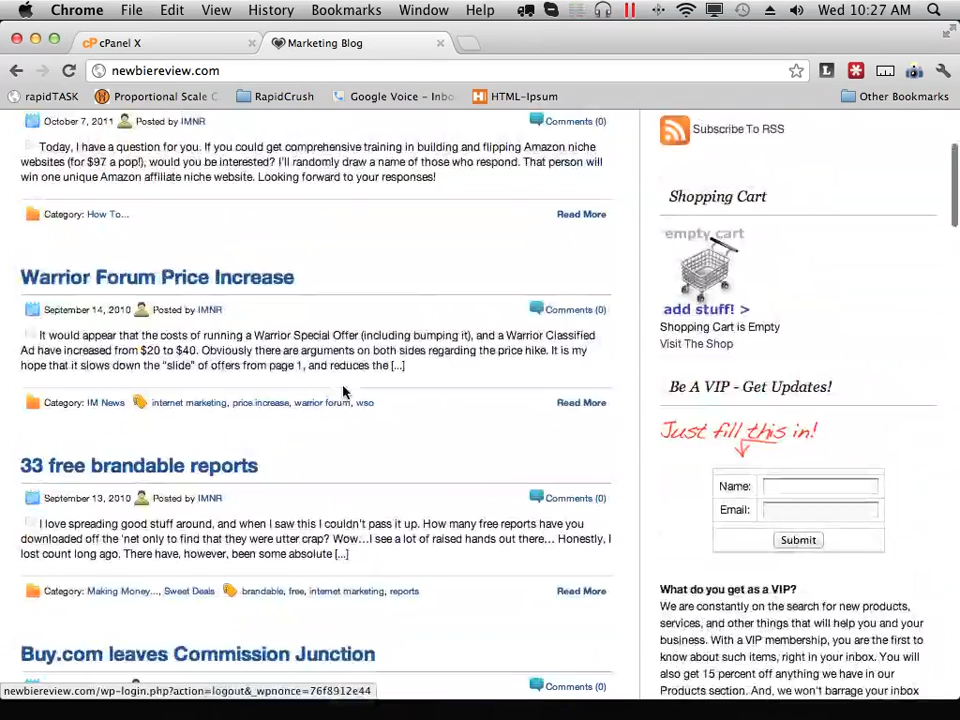 Chrome File Edit View History Bookmarks Window Help Wed 10:27 AM
cPanel X Marketing Blog
newbiereview.com
rapidTASK Proportional Scale C RapidCrush Google Voice - Inbo HTML-Ipsum Other Bookmarks
October 7, 2011 Posted by IMNR Comments (0)
Today, I have a question for you. If you could get comprehensive training in building and flipping Amazon niche
websites (for $97 a pop!), would you be interested? I'll randomly draw a name of those who respond. That person will
win one unique Amazon affiliate niche website. Looking forward to your responses!
Category: How To... Read More
Warrior Forum Price Increase
September 14, 2010 Posted by IMNR Comments (0)
It would appear that the costs of running a Warrior Special Offer (including bumping it), and a Warrior Classified
Ad have increased from $20 to $40. Obviously there are arguments on both sides regarding the price hike. It is my
hope that it slows down the "slide" of offers from page 1, and reduces the [...]
Category: IM News internet marketing, price increase, warrior forum, wso Read More
33 free brandable reports
September 13, 2010 Posted by IMNR Comments (0)
I love spreading good stuff around, and when I saw this I couldn't pass it up. How many free reports have you
downloaded off the 'net only to find that they were utter crap? Wow...I see a lot of raised hands out there... Honestly, I
lost count long ago. There have, however, been some absolute [...]
Category: Making Money..., Sweet Deals brandable, free, internet marketing, reports Read More
Buy.com leaves Commission Junction
Comments (0)
newbiereview.com/wp-login.php?action=logout&_wpnonce=76f8912e44
Subscribe To RSS
Shopping Cart
empty cart
add stuff! >
Shopping Cart is Empty
Visit The Shop
Be A VIP - Get Updates!
Just fill this in!
Name:
Email:
Submit
What do you get as a VIP?
We are constantly on the search for new products,
services, and other things that will help you and your
business. With a VIP membership, you are the first to
know about such items, right in your inbox. You will
also get 15 percent off anything we have in our
Products section. And, we won't barrage your inbox